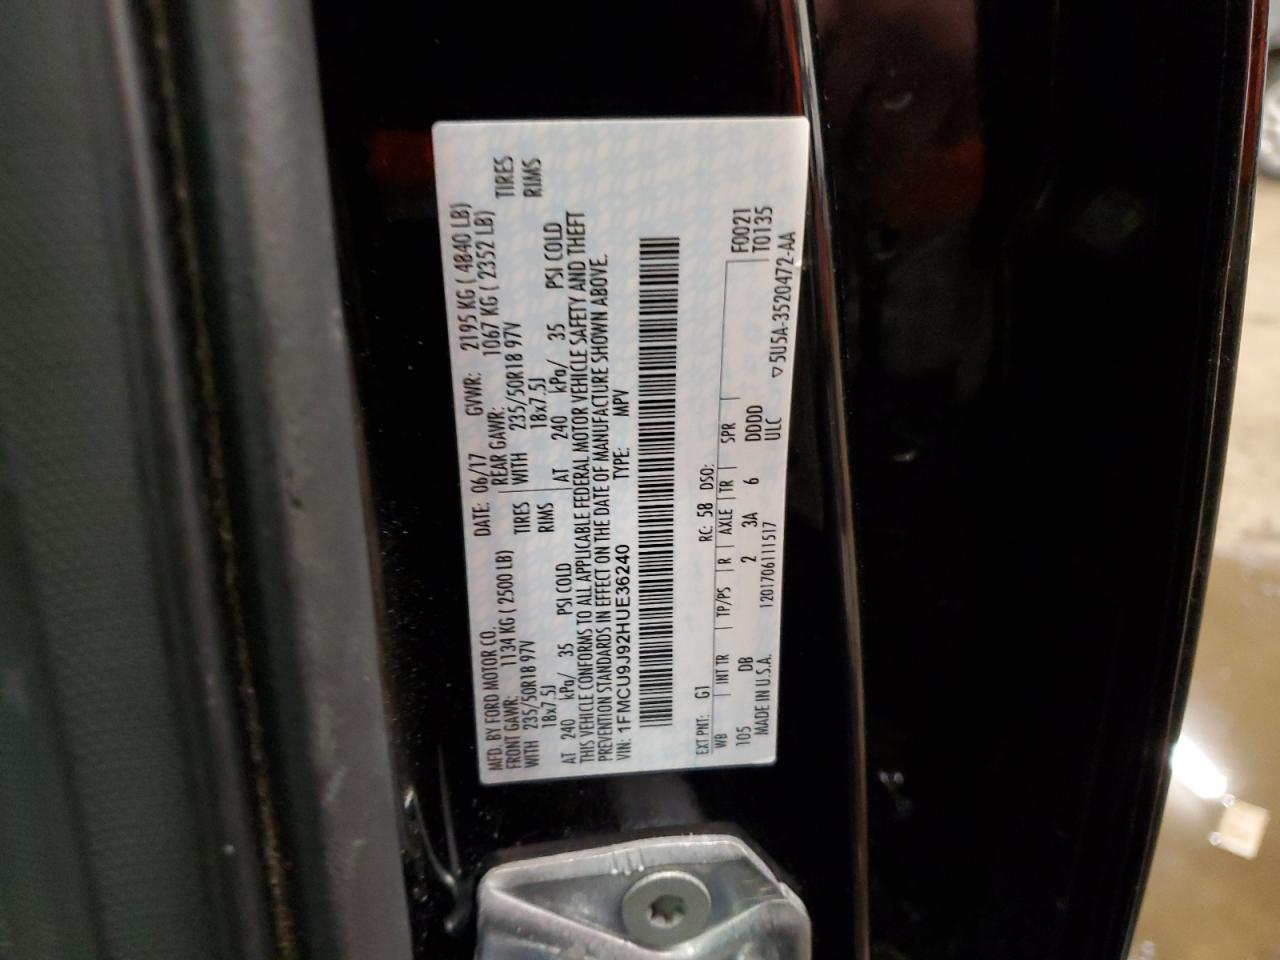 MFD. BY FORD MOTOR CO.
DATE: 06/17 GVWR: 2195 KG ( 4840 LB)
FRONT GAWR: 1134 KG ( 2500 LB)
REAR GAWR: 1067 KG ( 2352 LB)
WITH 235/50R18 97V TIRES
WITH 235/50R18 97V TIRES
18x7.5J RIMS
18x7.5J RIMS
AT 240 kPa/ 35 PSI COLD
AT 240 kPa/ 35 PSI COLD
THIS VEHICLE CONFORMS TO ALL APPLICABLE FEDERAL MOTOR VEHICLE SAFETY AND THEFT
PREVENTION STANDARDS IN EFFECT ON THE DATE OF MANUFACTURE SHOWN ABOVE.
VIN: 1FMCU9J92HUE36240 TYPE: MPV
EXT PNT: G1 RC: 58 DSO: F0021
WB INT TR TP/PS R AXLE TR SPR T0135
105 DB 2 3A 6 DDDD
MADE IN U.S.A. 1201706111517 ULC
▽5U5A-3520472-AA